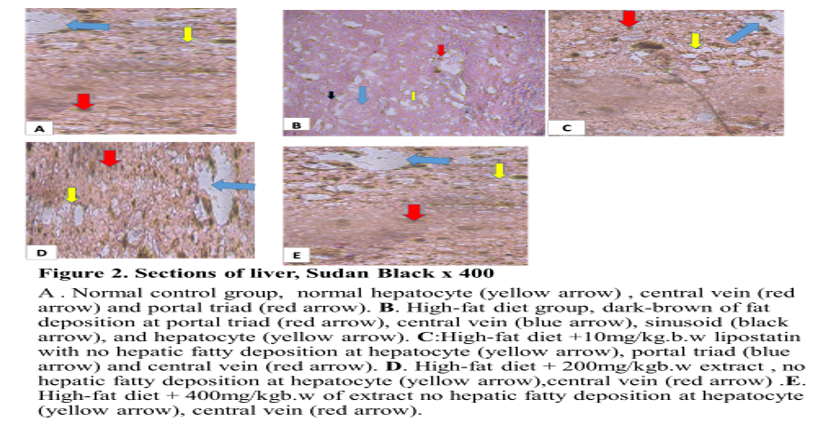 A
B
C
D
E
Figure 2. Sections of liver, Sudan Black x 400
A . Normal control group, normal hepatocyte (yellow arrow) , central vein (red
arrow) and portal triad (red arrow). B. High-fat diet group, dark-brown of fat
deposition at portal triad (red arrow), central vein (blue arrow), sinusoid (black
arrow), and hepatocyte (yellow arrow). C:High-fat diet +10mg/kg.b.w lipostatin
with no hepatic fatty deposition at hepatocyte (yellow arrow), portal triad (blue
arrow) and central vein (red arrow). D. High-fat diet + 200mg/kgb.w extract , no
hepatic fatty deposition at hepatocyte (yellow arrow),central vein (red arrow) .E.
High-fat diet + 400mg/kgb.w of extract no hepatic fatty deposition at hepatocyte
(yellow arrow), central vein (red arrow).